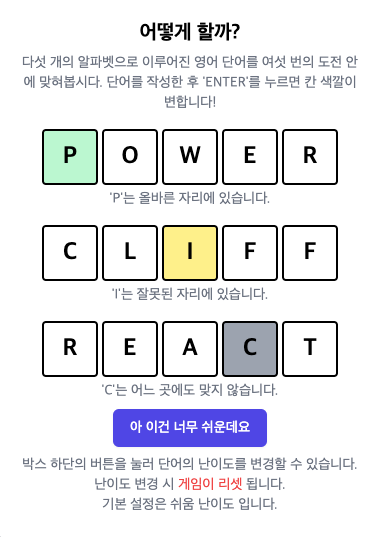 어떻게 할까?
다섯 개의 알파벳으로 이루어진 영어 단어를 여섯 번의 도전 안
에 맞혀봅시다. 단어를 작성한 후 'ENTER'를 누르면 칸 색깔이
변합니다!
P O W E R
'P'는 올바른 자리에 있습니다.
C L I F F
'I'는 잘못된 자리에 있습니다.
R E A C T
'C'는 어느 곳에도 맞지 않습니다.
아 이건 너무 쉬운데요
박스 하단의 버튼을 눌러 단어의 난이도를 변경할 수 있습니다.
난이도 변경 시 게임이 리셋 됩니다.
기본 설정은 쉬움 난이도 입니다.